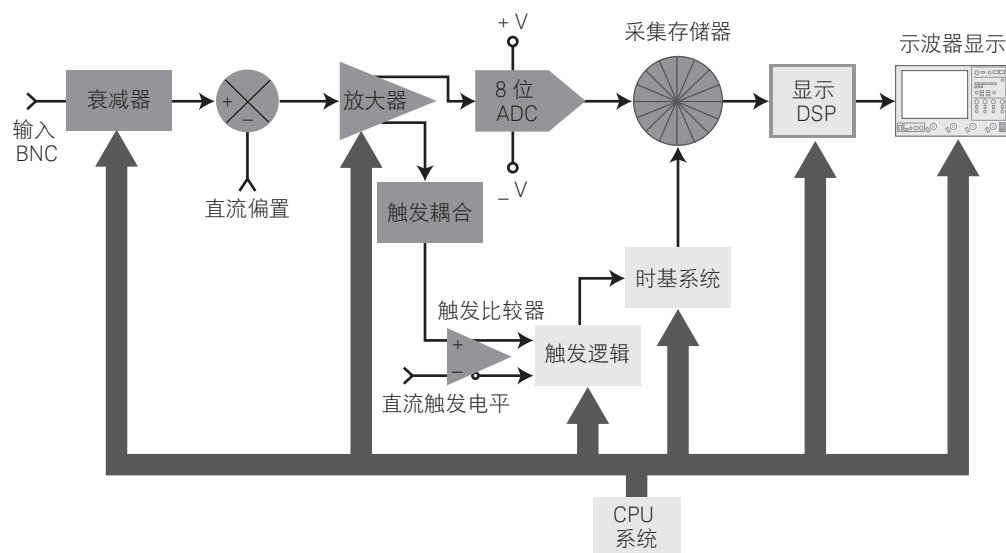 + V
采集存储器
示波器显示
衰减器
+
−
放大器
8 位
ADC
显示
DSP
输入
BNC
− V
直流偏置
触发耦合
时基系统
触发比较器
+
−
触发逻辑
直流触发电平
CPU
系统